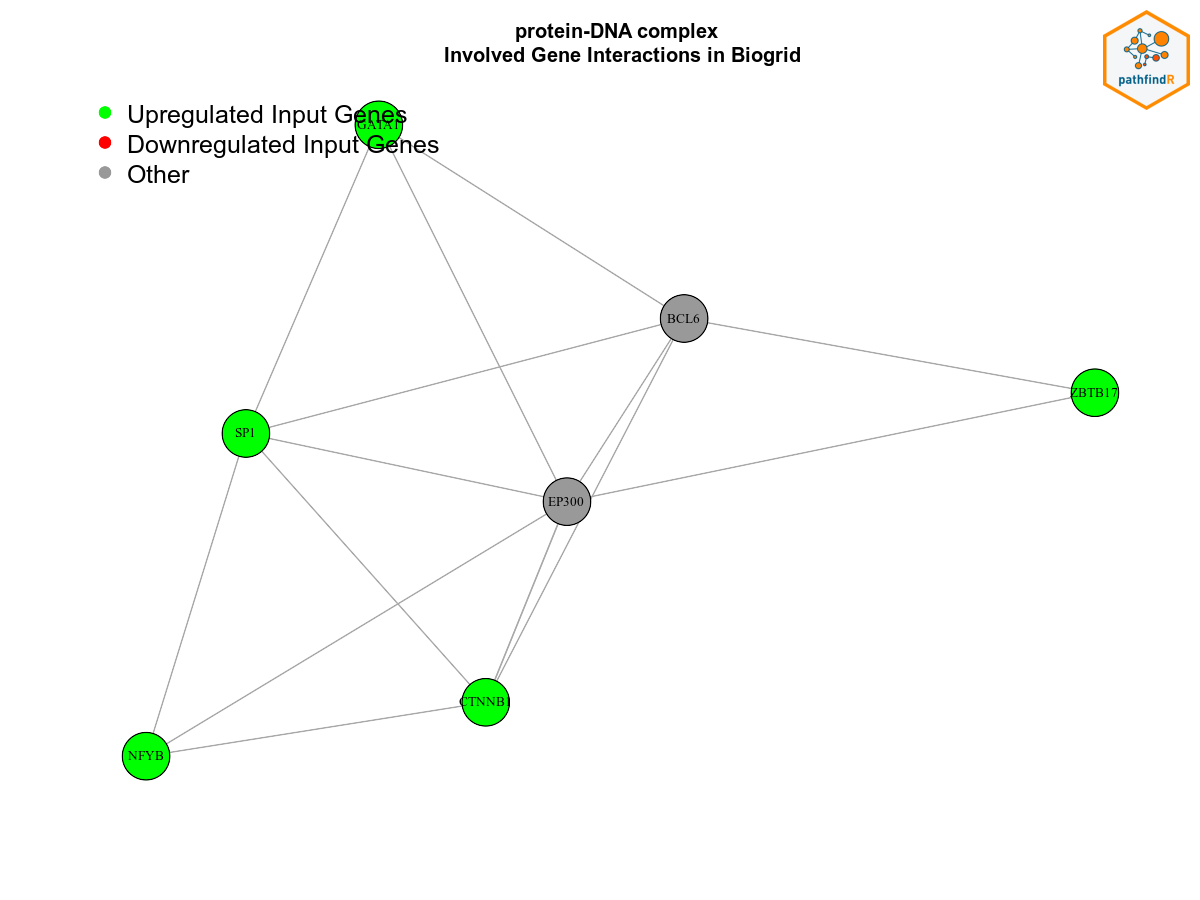 protein-DNA complex
Involved Gene Interactions in Biogrid
pathfindR
Upregulated Input Genes
GATA1
Downregulated Input Genes
Other
BCL6
ZBTB17
SP1
EP300
CTNNB1
NFYB